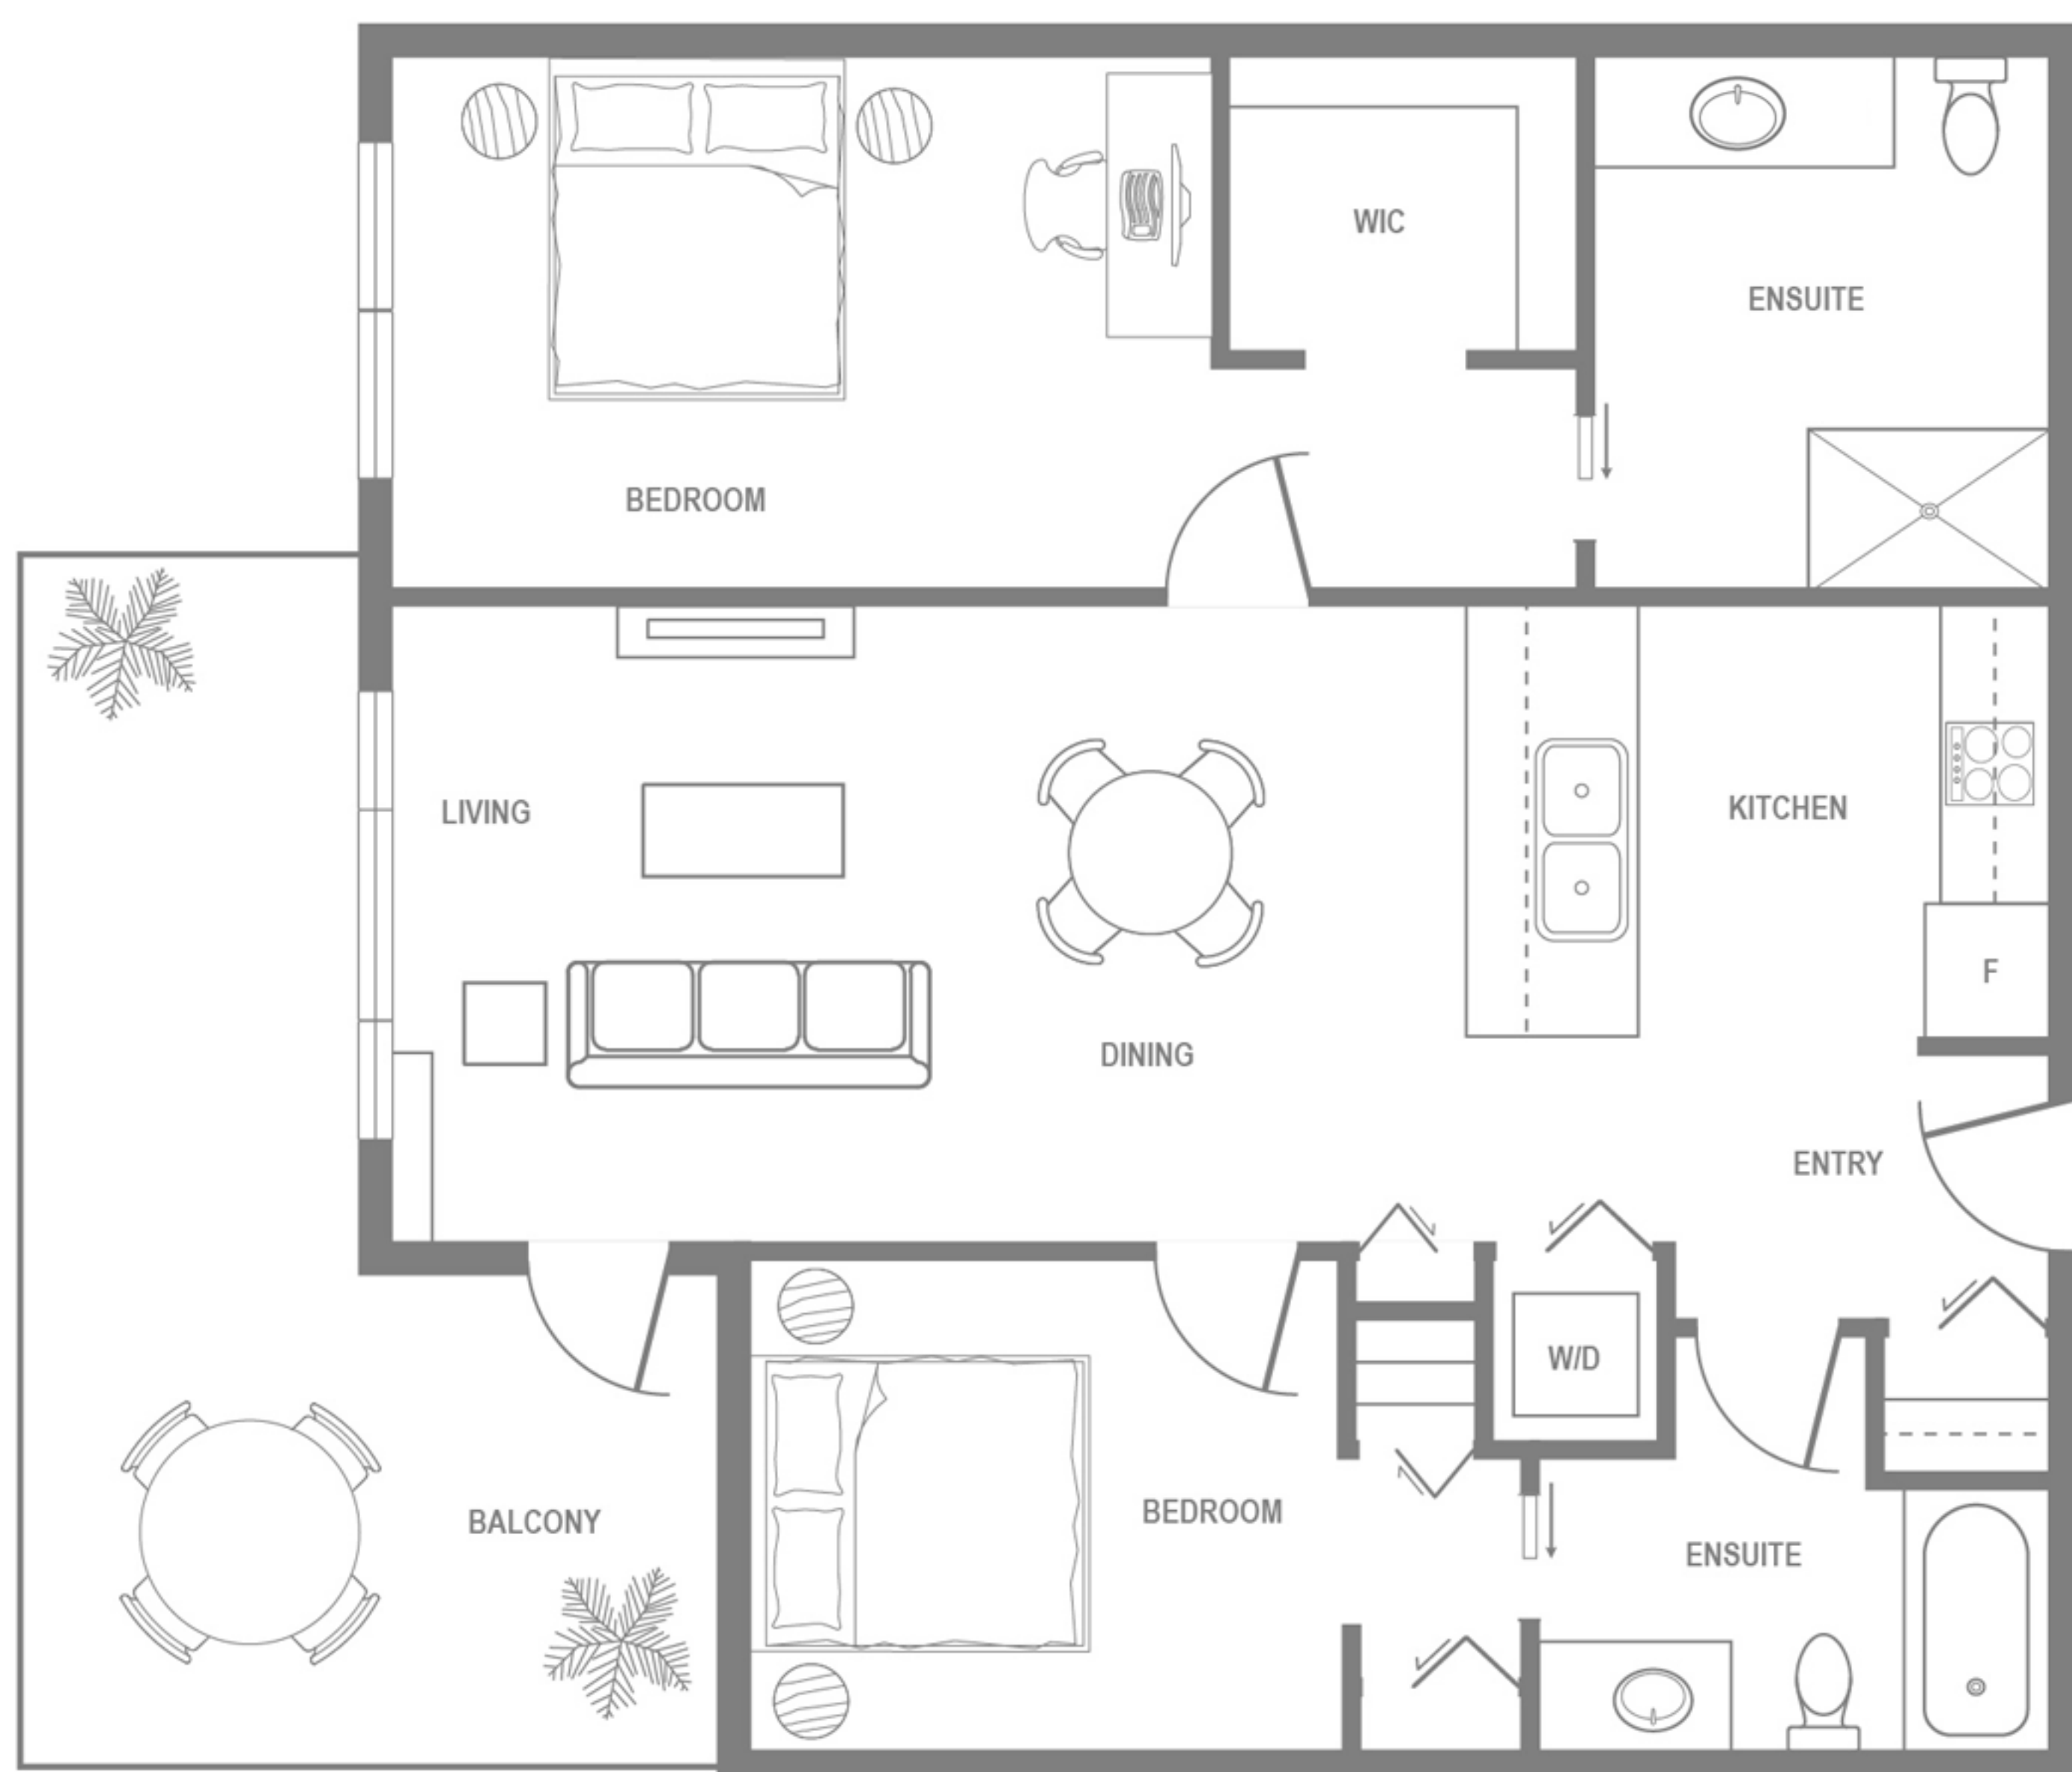 WIC
ENSUITE
BEDROOM
LIVING
KITCHEN
F
DINING
ENTRY
W/D
BALCONY
BEDROOM
ENSUITE